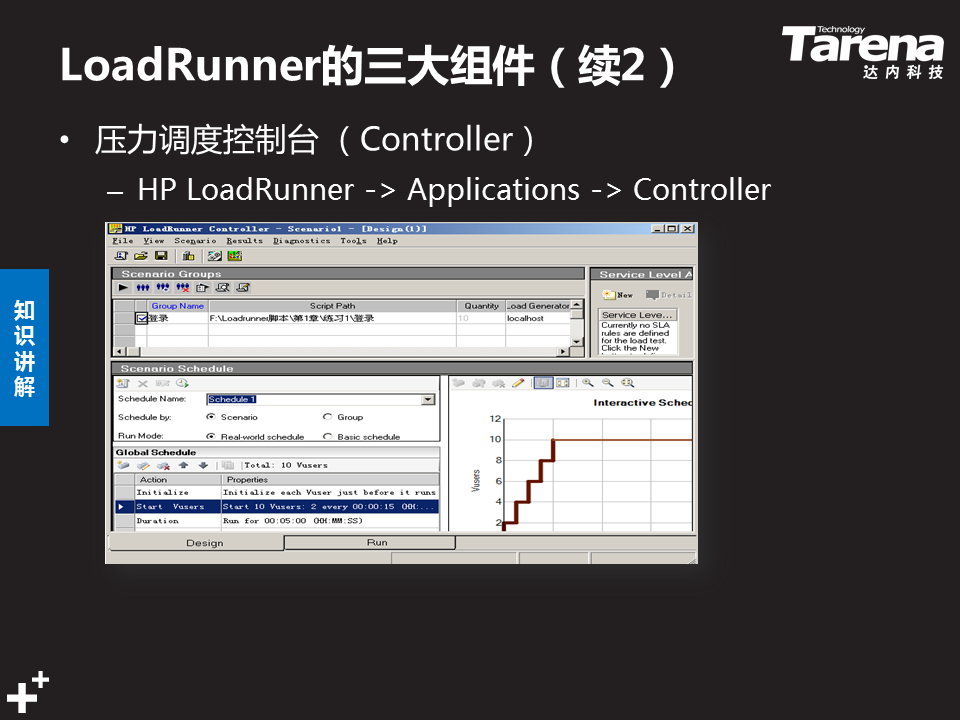 LoadRunner的三大组件（续2）
Technology
Tarena
达内科技
• 压力调度控制台 （Controller）
– HP LoadRunner -> Applications -> Controller
知识讲解
HP LoadRunner Controller - Scenario1 - [Design(1)]
File View Scenario Results Diagnostics Tools Help
Scenario Groups
Service Level A
New Detail
Group Name Script Path Quantity Load Generator
登录 F:\Loadrunner脚本\第1章\练习1\登录 10 localhost
Service Leve...
Currently no SLA
rules are defined
for the load test.
Click the New
Scenario Schedule
Schedule Name: Schedule 1
Schedule by: Scenario Group
Run Mode: Real-world schedule Basic schedule
Global Schedule
Total: 10 Vusers
Action Properties
Initialize Initialize each Vuser just before it runs
Start Vusers Start 10 Vusers: 2 every 00:00:15 (HH:...
Duration Run for 00:05:00 (HH:MM:SS)
Interactive Sched
Vusers
12
10
8
6
4
2
Design Run